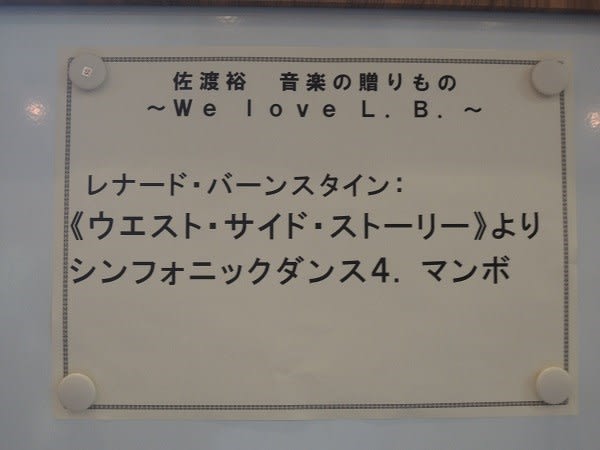 佐渡裕　音楽の贈りもの
～Ｗｅ ｌｏｖｅ Ｌ．Ｂ．～
レナード・バーンスタイン：
《ウエスト・サイド・ストーリー》より
シンフォニックダンス４．マンボ